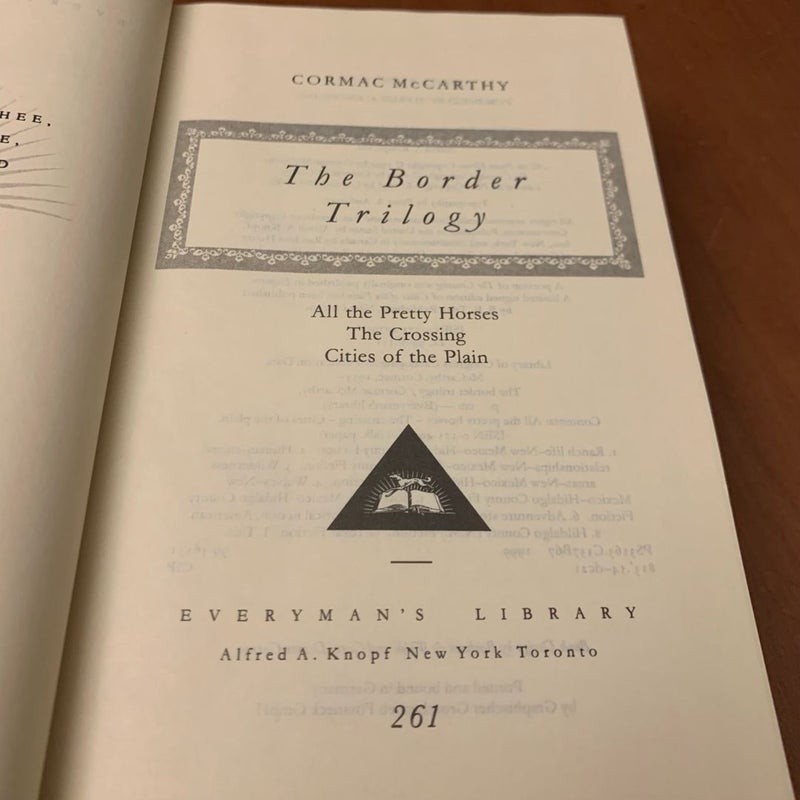 HEE,
E,
D
CORMAC McCARTHY
The Border
Trilogy
All the Pretty Horses
The Crossing
Cities of the Plain
EVERYMAN'S LIBRARY
Alfred A. Knopf New York Toronto
261